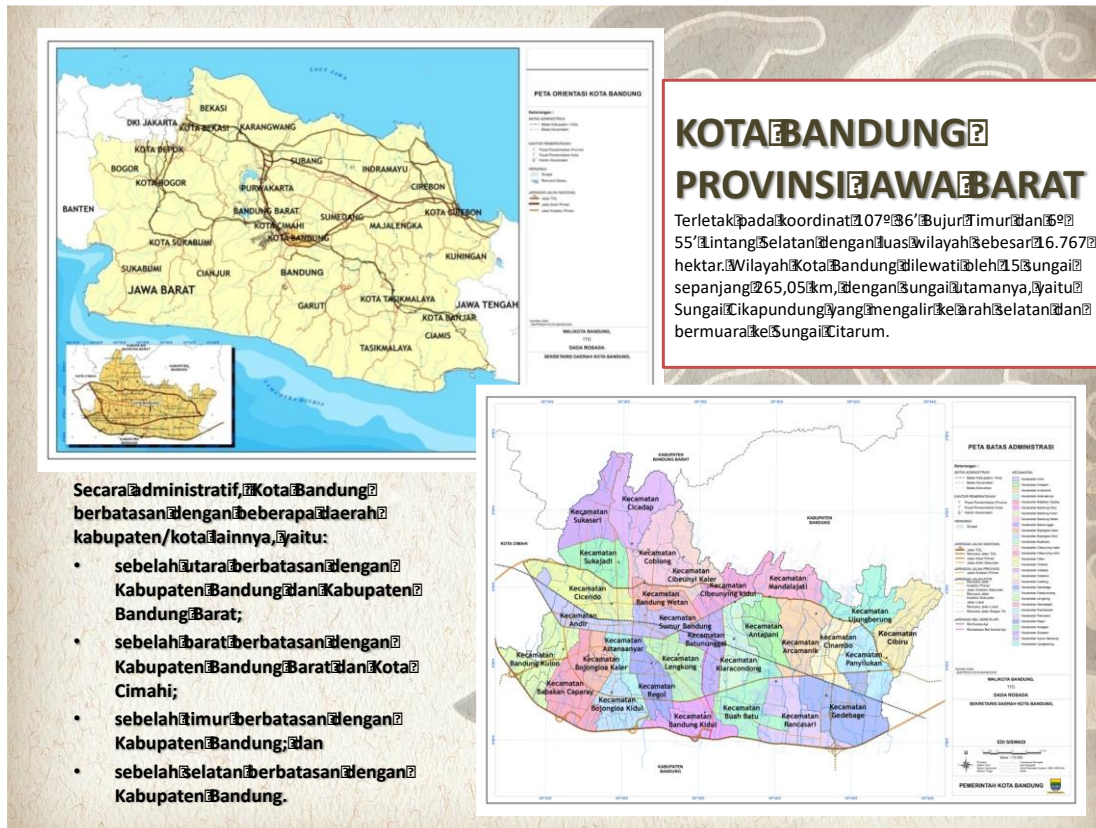 KOTA BANDUNG
PROVINSI JAWA BARAT
Terletak pada koordinat 107º 36’ Bujur Timur dan 6º
55’ Lintang Selatan dengan luas wilayah sebesar 16.767
hektar. Wilayah Kota Bandung dilewati oleh 15 sungai
sepanjang 265,05 km, dengan sungai utamanya, yaitu
Sungai Cikapundung yang mengalir ke arah selatan dan
bermuara ke Sungai Citarum.
PETA ORIENTASI KOTA BANDUNG
BEKASI
DKI JAKARTA
KOTA BEKASI
KARANGWANG
KOTA DEPOK
BOGOR
SUBANG
INDRAMAYU
KOTA BOGOR
PURWAKARTA
CIREBON
BANTEN
BANDUNG BARAT
SUMEDANG
KOTA CIREBON
KOTA CIMAHI
MAJALENGKA
KOTA BANDUNG
KOTA SUKABUMI
KUNINGAN
SUKABUMI
CIANJUR
BANDUNG
JAWA BARAT
GARUT
KOTA TASIKMALAYA
JAWA TENGAH
KOTA BANJAR
CIAMIS
TASIKMALAYA
WALIKOTA BANDUNG,
TTD
DADA ROSADA
SEKRETARIS DAERAH KOTA BANDUNG,
Secara administratif, Kota Bandung
berbatasan dengan beberapa daerah
kabupaten/kota lainnya, yaitu:
• sebelah utara berbatasan dengan
Kabupaten Bandung dan Kabupaten
Bandung Barat;
• sebelah barat berbatasan dengan
Kabupaten Bandung Barat dan Kota
Cimahi;
• sebelah timur berbatasan dengan
Kabupaten Bandung; dan
• sebelah selatan berbatasan dengan
Kabupaten Bandung.
PETA BATAS ADMINISTRASI
KABUPATEN
BANDUNG BARAT
KABUPATEN
BANDUNG
KOTA CIMAHI
Kecamatan
Cicadap
Kecamatan
Sukasari
Kecamatan
Sukajadi
Kecamatan
Coblong
Kecamatan
Cibeunyi Kaler
Kecamatan
Cibeunying Kidul
Kecamatan
Mandalajati
Kecamatan
Cicendo
Kecamatan
Bandung Wetan
Kecamatan
Ujungberung
Kecamatan
Andir
Kecamatan
Sumur Bandung
Kecamatan
Batununggal
Kecamatan
Antapani
Kecamatan
Arcamanik
Kecamatan
Cinambo
Kecamatan
Cibiru
Kecamatan
Astanaanyar
Kecamatan
Bandung Kulon
Kecamatan
Bojongloa Kaler
Kecamatan
Lengkong
Kecamatan
Kiaracondong
Kecamatan
Panyilukan
Kecamatan
Babakan Caparay
Kecamatan
Regol
Kecamatan
Bojongloa Kidul
Kecamatan
Bandung Kidul
Kecamatan
Buah Batu
Kecamatan
Rancasari
Kecamatan
Gedebage
KABUPATEN
BANDUNG
WALIKOTA BANDUNG,
TTD
DADA ROSADA
SEKRETARIS DAERAH KOTA BANDUNG,
EDI SISWADI
PEMERINTAH KOTA BANDUNG